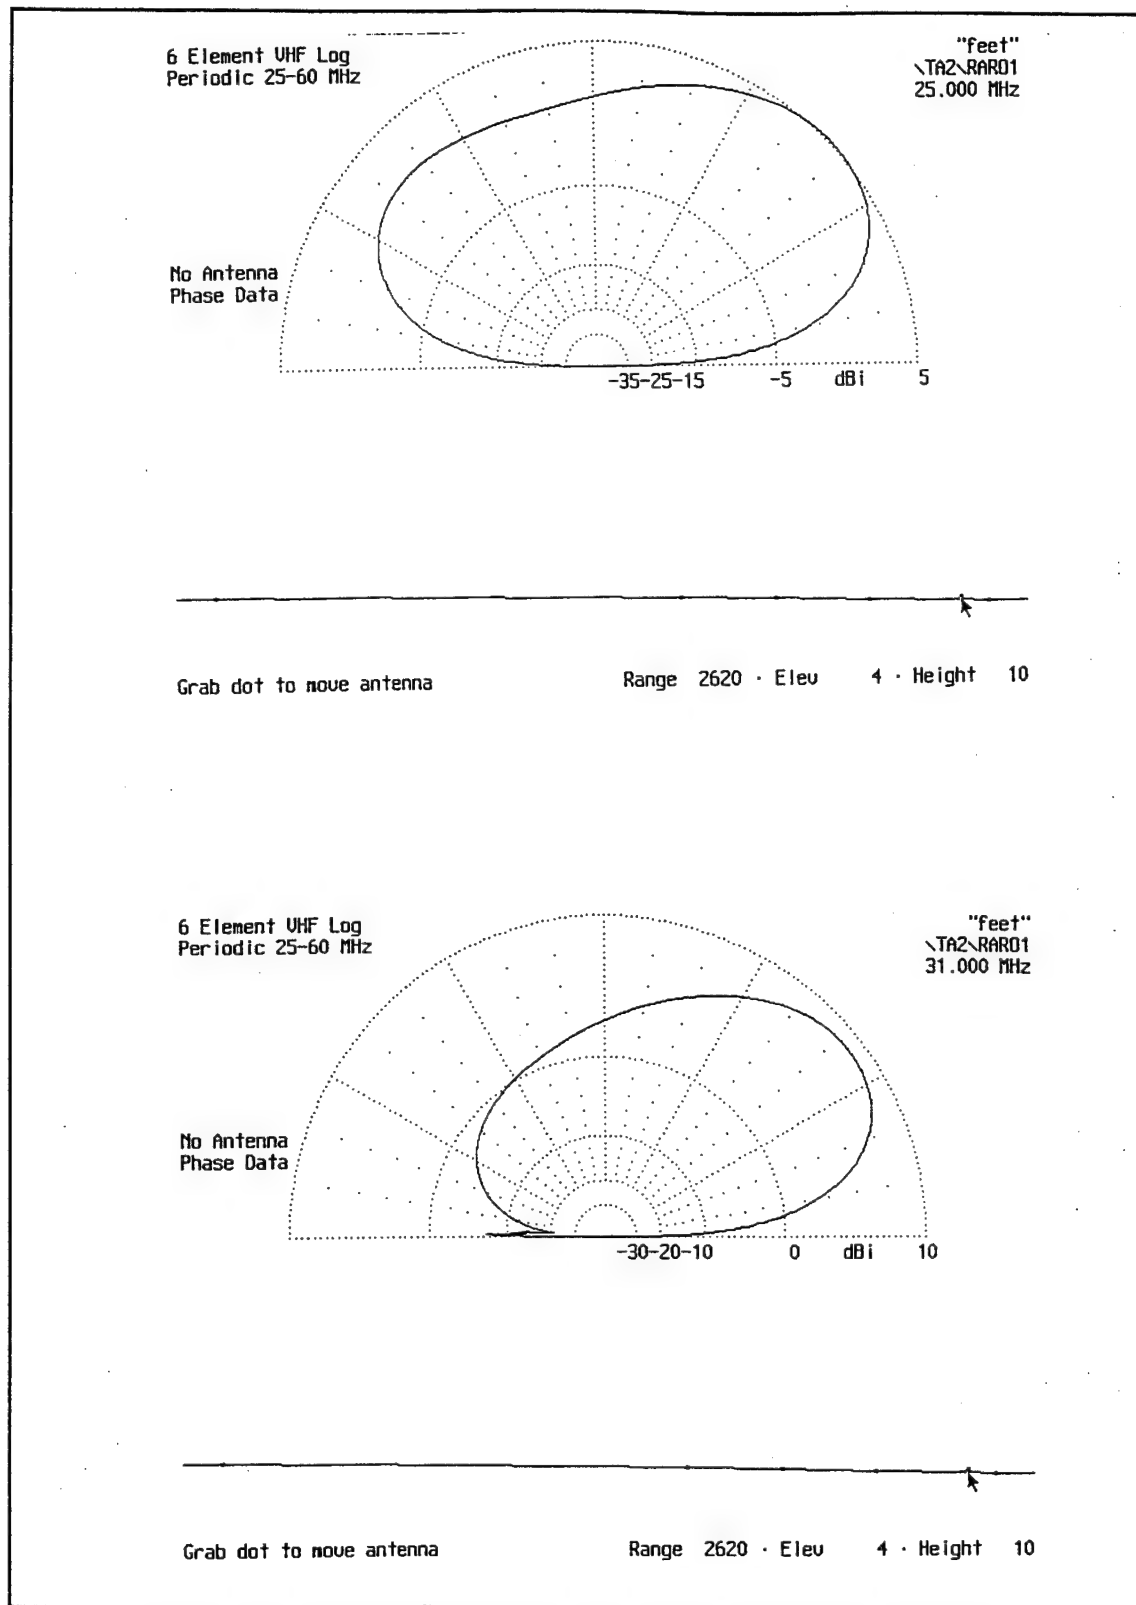 6 Element VHF Log
Periodic 25-60 MHz
"feet"
\TA2\RARO1
25.000 MHz
No Antenna
Phase Data
-35-25-15 -5 dBi 5
Grab dot to move antenna
Range 2620 · Elev 4 · Height 10
6 Element VHF Log
Periodic 25-60 MHz
"feet"
\TA2\RARO1
31.000 MHz
No Antenna
Phase Data
-30-20-10 0 dBi 10
Grab dot to move antenna
Range 2620 · Elev 4 · Height 10